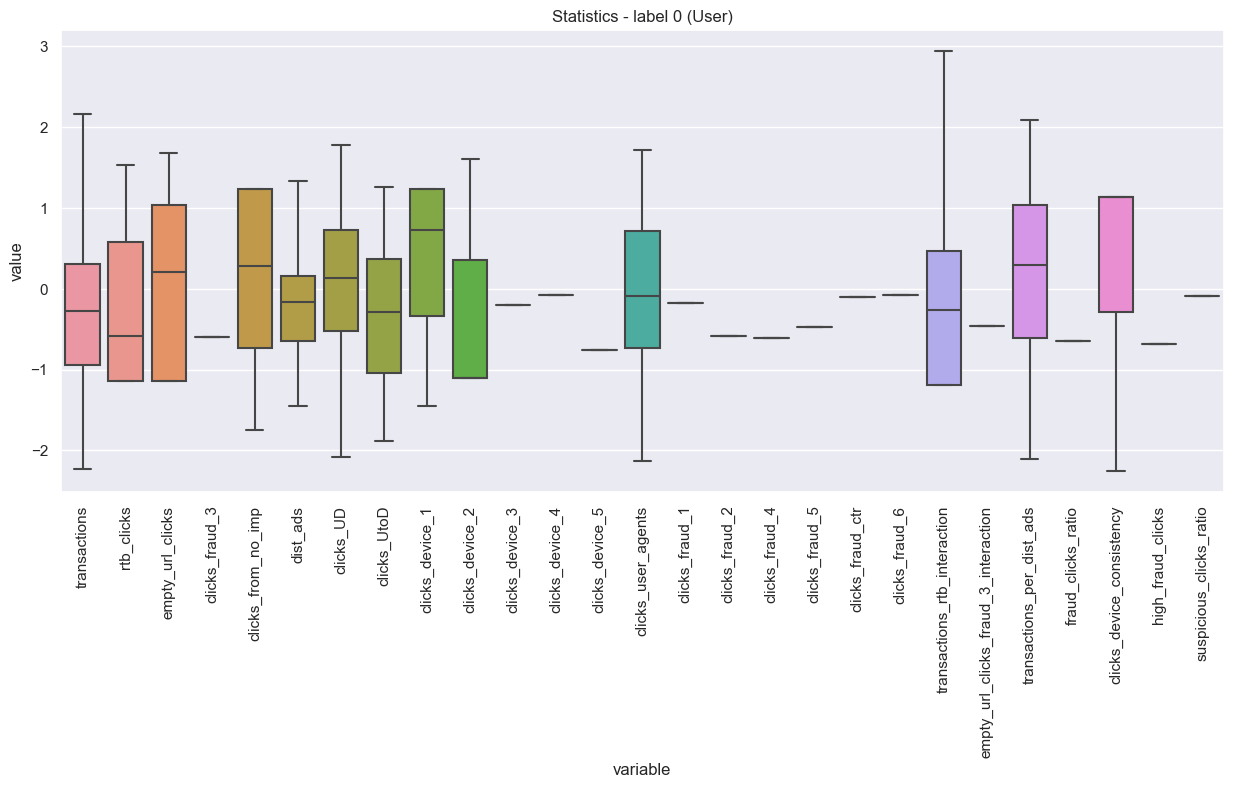 Statistics - label 0 (User)
value
3
2
1
0
−1
−2
transactions
rtb_clicks
empty_url_clicks
clicks_fraud_3
clicks_from_no_imp
dist_ads
clicks_UD
clicks_UtoD
clicks_device_1
clicks_device_2
clicks_device_3
clicks_device_4
clicks_device_5
clicks_user_agents
clicks_fraud_1
clicks_fraud_2
clicks_fraud_4
clicks_fraud_5
clicks_fraud_ctr
clicks_fraud_6
transactions_rtb_interaction
empty_url_clicks_fraud_3_interaction
transactions_per_dist_ads
fraud_clicks_ratio
clicks_device_consistency
high_fraud_clicks
suspicious_clicks_ratio
variable